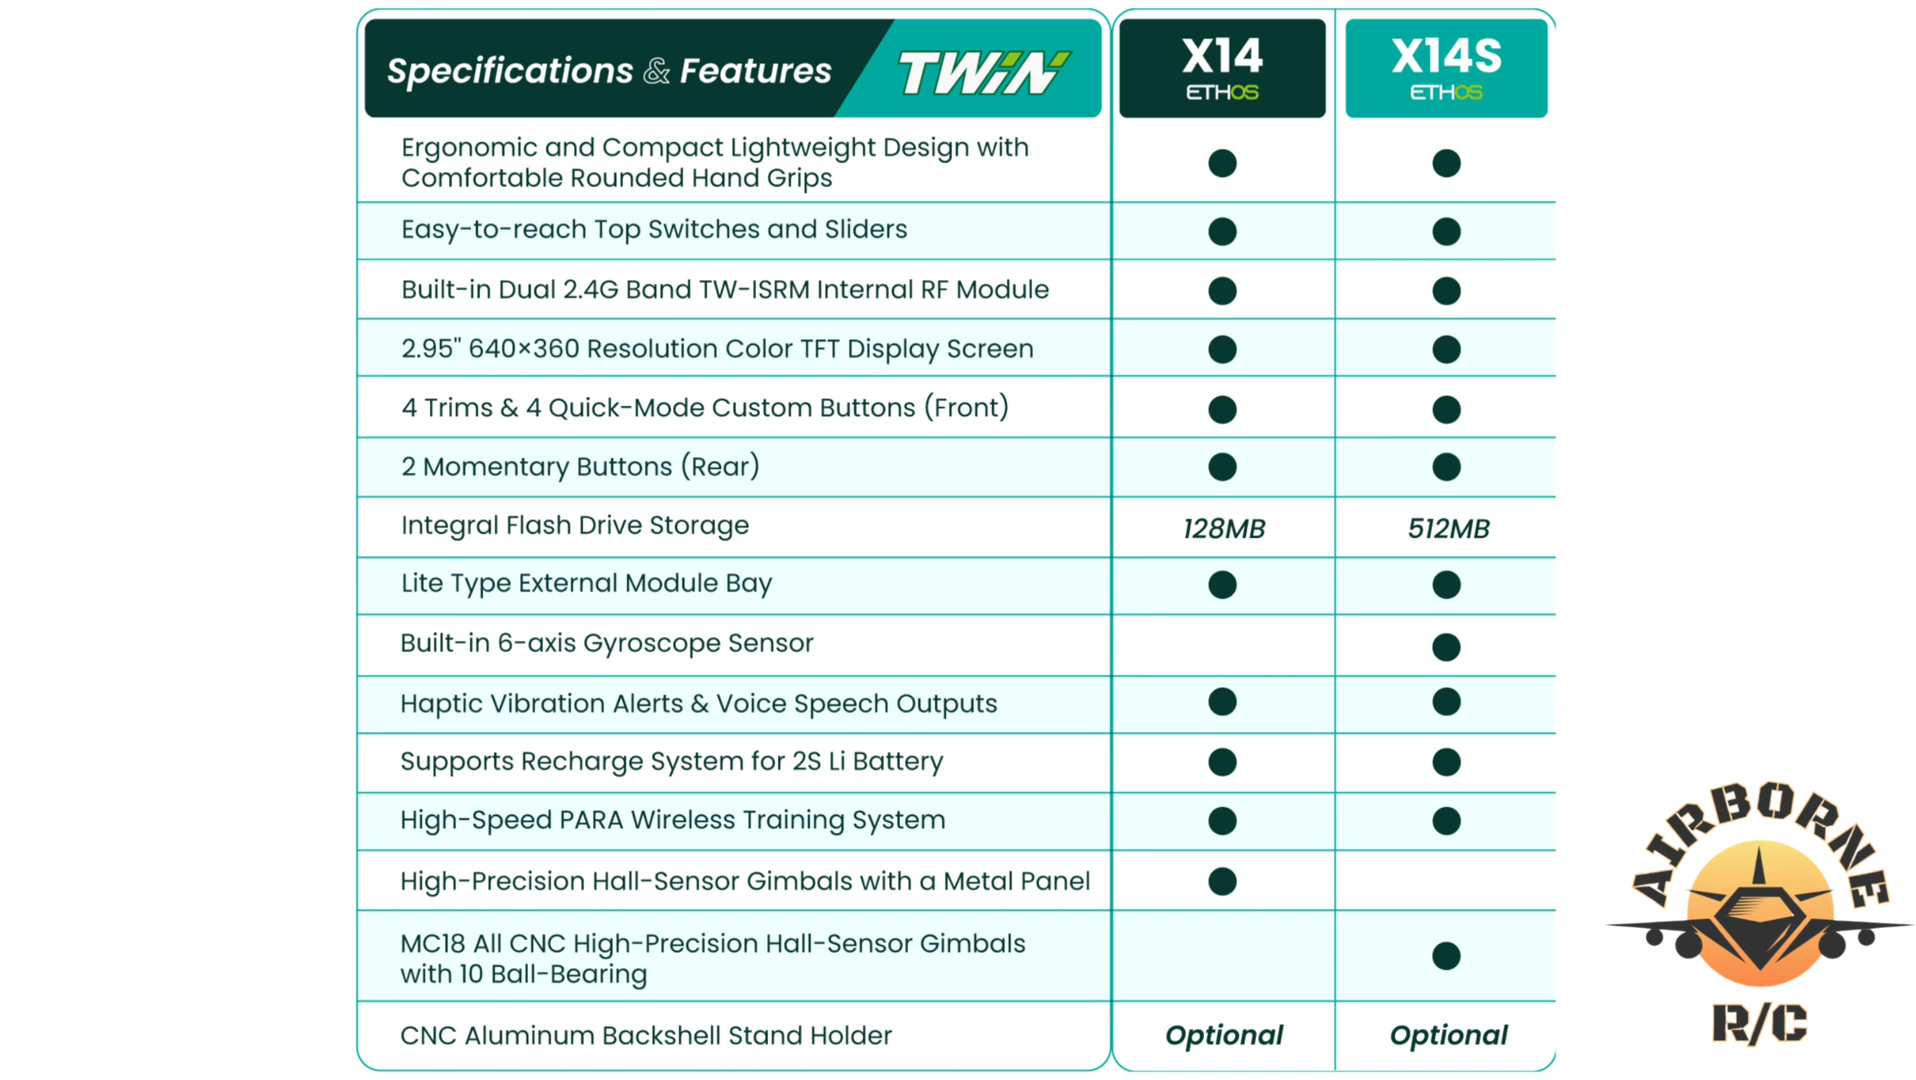 Specifications & Features TWIN X14 X14S
ETHOS ETHOS
Ergonomic and Compact Lightweight Design with
Comfortable Rounded Hand Grips
Easy-to-reach Top Switches and Sliders
Built-in Dual 2.4G Band TW-ISRM Internal RF Module
2.95" 640×360 Resolution Color TFT Display Screen
4 Trims & 4 Quick-Mode Custom Buttons (Front)
2 Momentary Buttons (Rear)
Integral Flash Drive Storage 128MB 512MB
Lite Type External Module Bay
Built-in 6-axis Gyroscope Sensor
Haptic Vibration Alerts & Voice Speech Outputs
Supports Recharge System for 2S Li Battery
High-Speed PARA Wireless Training System
High-Precision Hall-Sensor Gimbals with a Metal Panel
MC18 All CNC High-Precision Hall-Sensor Gimbals
with 10 Ball-Bearing
CNC Aluminum Backshell Stand Holder Optional Optional
AIRBORNE
R/C